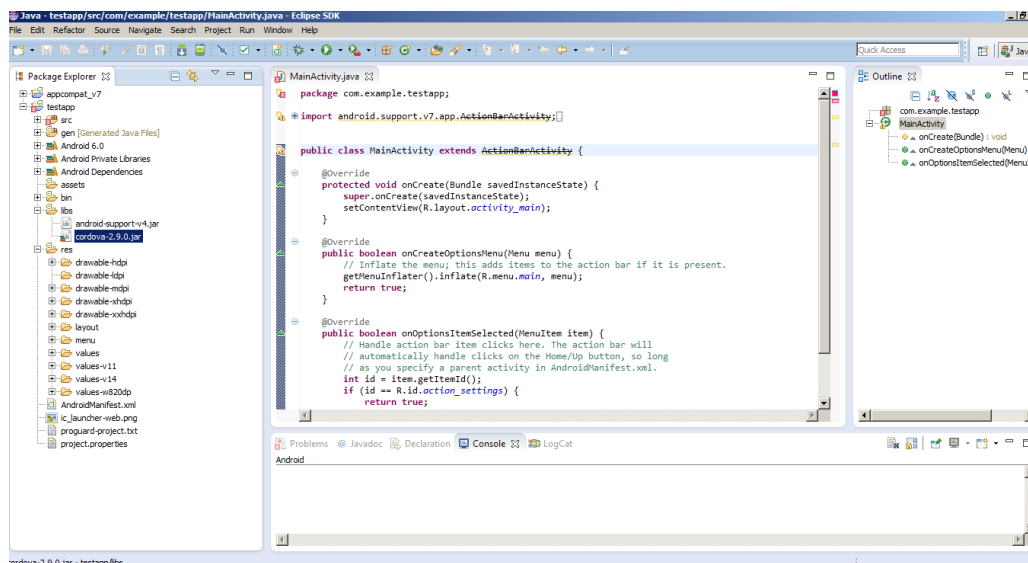 Java - testapp/src/com/example/testapp/MainActivity.java - Eclipse SDK
File Edit Refactor Source Navigate Search Project Run Window Help
Quick Access
Jav
Package Explorer
appcompat_v7
testapp
src
gen [Generated Java Files]
Android 6.0
Android Private Libraries
Android Dependencies
assets
bin
libs
android-support-v4.jar
cordova-2.9.0.jar
res
drawable-hdpi
drawable-ldpi
drawable-mdpi
drawable-xhdpi
drawable-xxhdpi
layout
menu
values
values-v11
values-v14
values-w820dp
AndroidManifest.xml
ic_launcher-web.png
proguard-project.txt
project.properties
MainActivity.java
package com.example.testapp;
import android.support.v7.app.ActionBarActivity;
public class MainActivity extends ActionBarActivity {
@Override
protected void onCreate(Bundle savedInstanceState) {
super.onCreate(savedInstanceState);
setContentView(R.layout.activity_main);
}
@Override
public boolean onCreateOptionsMenu(Menu menu) {
// Inflate the menu; this adds items to the action bar if it is present.
getMenuInflater().inflate(R.menu.main, menu);
return true;
}
@Override
public boolean onOptionsItemSelected(MenuItem item) {
// Handle action bar item clicks here. The action bar will
// automatically handle clicks on the Home/Up button, so long
// as you specify a parent activity in AndroidManifest.xml.
int id = item.getItemId();
if (id == R.id.action_settings) {
return true;
Outline
com.example.testapp
MainActivity
onCreate(Bundle) : void
onCreateOptionsMenu(Menu)
onOptionsItemSelected(Menu
Problems @ Javadoc Declaration Console LogCat
Android
cordova-2.9.0.jar - testapp/libs